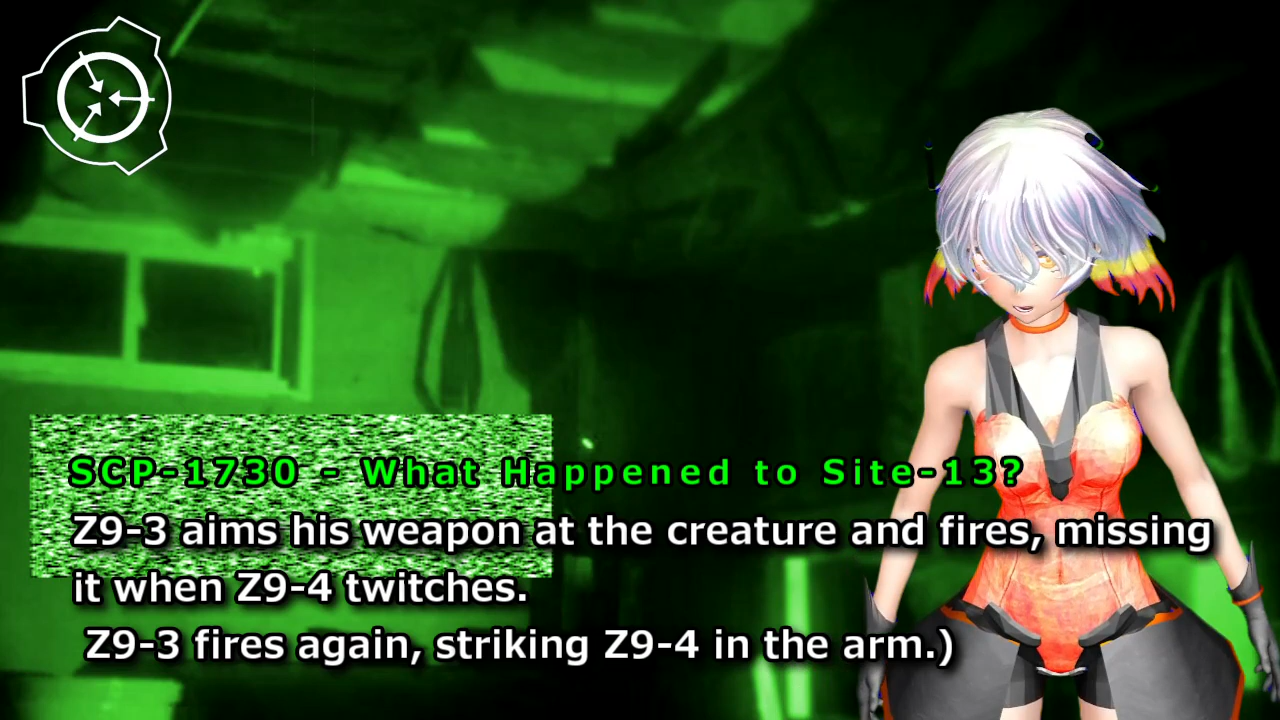 SCP-1730 - What Happened to Site-13?
Z9-3 aims his weapon at the creature and fires, missing
it when Z9-4 twitches.
Z9-3 fires again, striking Z9-4 in the arm.)